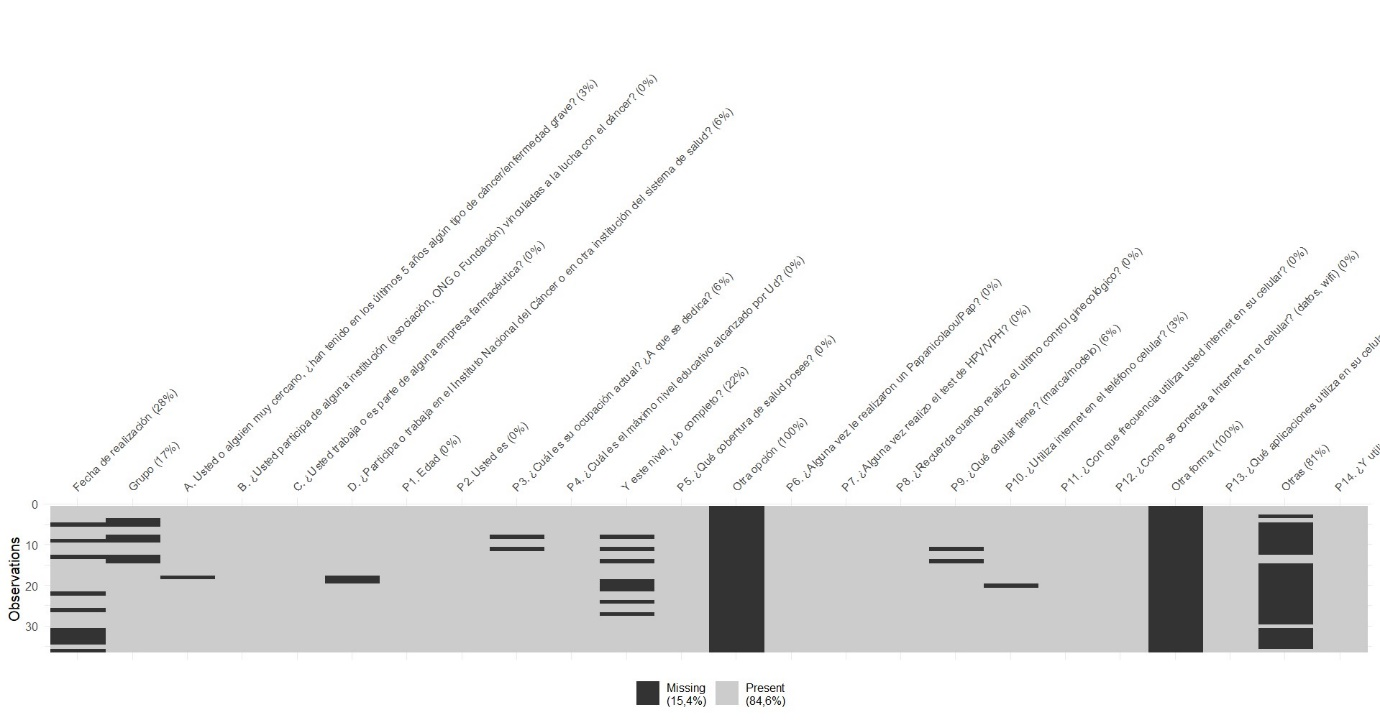 Fecha de realización (28%)
Grupo (17%)
A. Usted o alguien muy cercano, ¿han tenido en los últimos 5 años algún tipo de cáncer/enfermedad grave? (3%)
B. ¿Usted participa de alguna institución (asociación, ONG o Fundación) vinculadas a la lucha con el cáncer? (0%)
C. ¿Usted trabaja o es parte de alguna empresa farmacéutica? (0%)
D. ¿Participa o trabaja en el Instituto Nacional del Cáncer o en otra institución del sistema de salud? (6%)
P1. Edad (0%)
P2. Usted es (0%)
P3. ¿Cuál es su ocupación actual? ¿A que se dedica? (6%)
P4. ¿Cuál es el máximo nivel educativo alcanzado por Ud? (0%)
Y este nivel, ¿lo completo? (22%)
P5. ¿Qué cobertura de salud posee? (0%)
Otra opción (100%)
P6. ¿Alguna vez le realizaron un Papanicolaou/Pap? (0%)
P7. ¿Alguna vez realizo el test de HPV/VPH? (0%)
P8. ¿Recuerda cuando realizo el ultimo control ginecológico? (0%)
P9. ¿Qué celular tiene? (marca/modelo) (6%)
P10. ¿Utiliza internet en el teléfono celular? (3%)
P11. ¿Con que frecuencia utiliza usted internet en su celular? (0%)
P12. ¿Como se conecta a Internet en el celular? (datos, wifi) (0%)
Otra forma (100%)
P13. ¿Qué aplicaciones utiliza en su
Otras (81%)
P14. ¿Y
0
10
20
30
Observations
Missing
(15,4%)
Present
(84,6%)